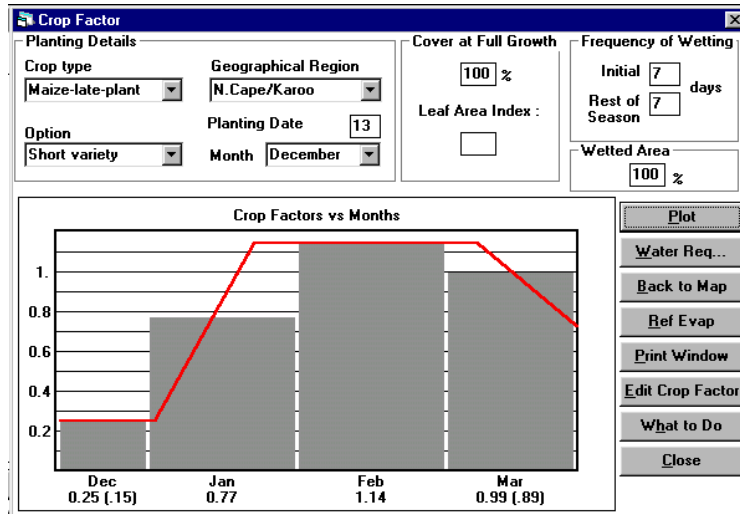 Crop Factor
Planting Details
Crop type
Maize-late-plant
Geographical Region
N.Cape/Karoo
Option
Short variety
Planting Date 13
Month December
Cover at Full Growth
100 %
Leaf Area Index :
Frequency of Wetting
Initial 7
days
Rest of Season 7
Wetted Area
100 %
Crop Factors vs Months
1.
0.8
0.6
0.4
0.2
Dec Jan Feb Mar
0.25 (.15) 0.77 1.14 0.99 (.89)
Plot
Water Req...
Back to Map
Ref Evap
Print Window
Edit Crop Factor
What to Do
Close